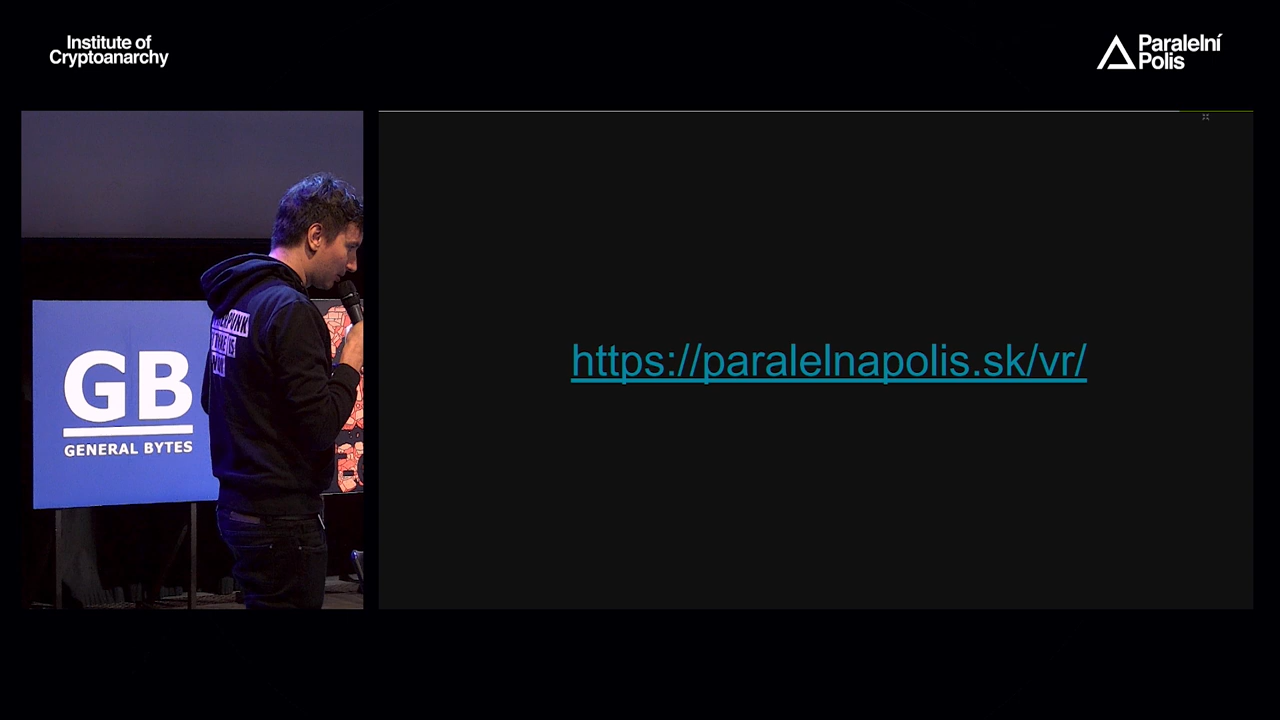 Institute of
Cryptoanarchy
Paralelní
Polis
https://paralelnapolis.sk/vr/
GB
GENERAL BYTES